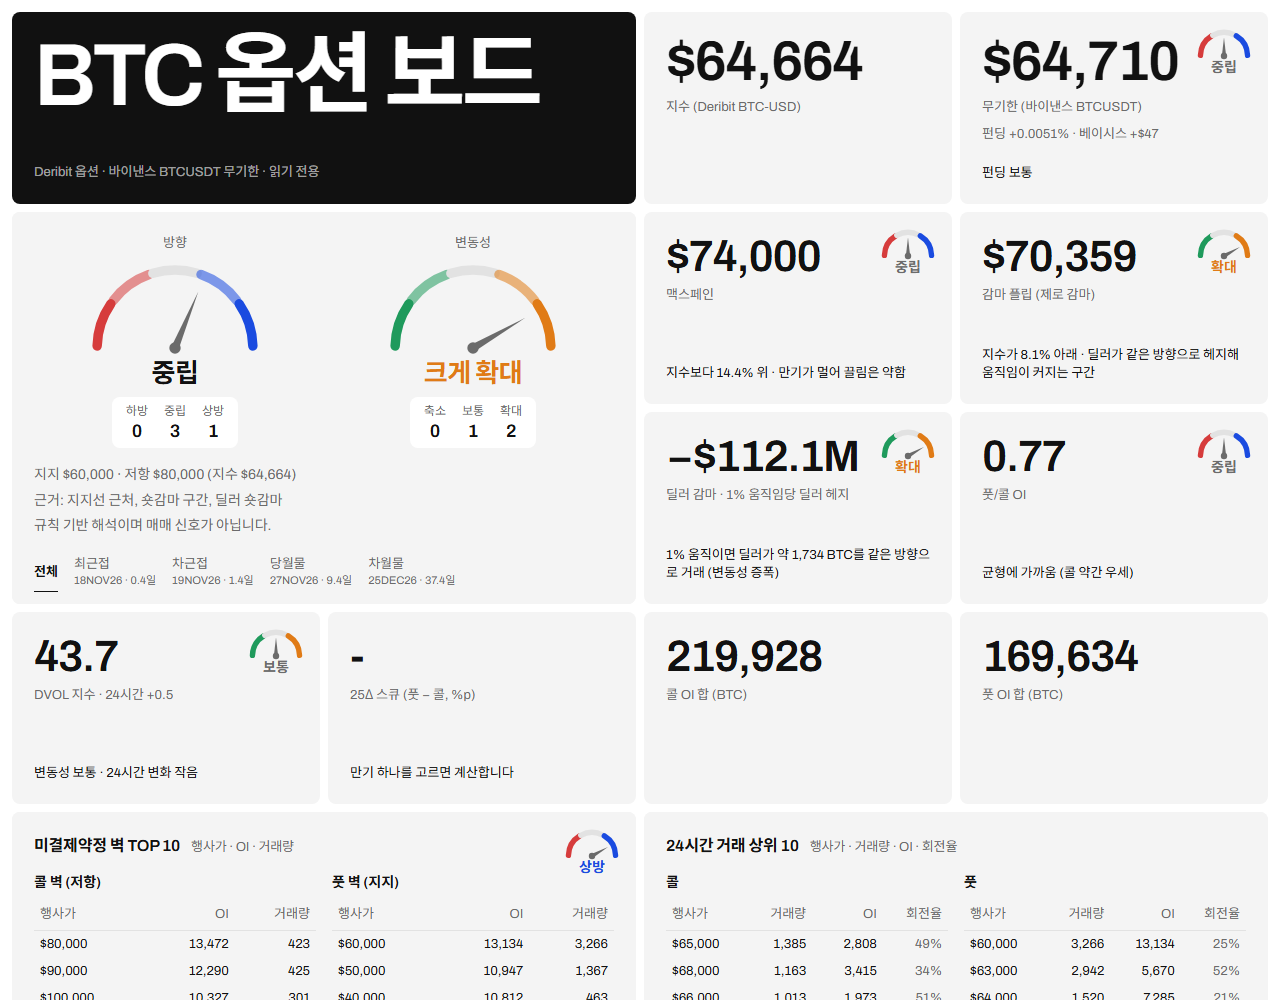 BTC 옵션 보드
Deribit 옵션 · 바이낸스 BTCUSDT 무기한 · 읽기 전용
$64,664
지수 (Deribit BTC-USD)
$64,710
중립
무기한 (바이낸스 BTCUSDT)
펀딩 +0.0051% · 베이시스 +$47
펀딩 보통
방향
중립
하방 중립 상방
0 3 1
변동성
크게 확대
축소 보통 확대
0 1 2
지지 $60,000 · 저항 $80,000 (지수 $64,664)
근거: 지지선 근처, 숏감마 구간, 딜러 숏감마
규칙 기반 해석이며 매매 신호가 아닙니다.
전체
최근접
18NOV26 · 0.4일
차근접
19NOV26 · 1.4일
당월물
27NOV26 · 9.4일
차월물
25DEC26 · 37.4일
$74,000
중립
맥스페인
지수보다 14.4% 위 · 만기가 멀어 끌림은 약함
$70,359
확대
감마 플립 (제로 감마)
지수가 8.1% 아래 · 딜러가 같은 방향으로 헤지해
움직임이 커지는 구간
−$112.1M
확대
딜러 감마 · 1% 움직임당 딜러 헤지
1% 움직이면 딜러가 약 1,734 BTC를 같은 방향으
로 거래 (변동성 증폭)
0.77
중립
풋/콜 OI
균형에 가까움 (콜 약간 우세)
43.7
보통
DVOL 지수 · 24시간 +0.5
변동성 보통 · 24시간 변화 작음
-
25Δ 스큐 (풋 − 콜, %p)
만기 하나를 고르면 계산합니다
219,928
콜 OI 합 (BTC)
169,634
풋 OI 합 (BTC)
미결제약정 벽 TOP 10 행사가 · OI · 거래량
상방
콜 벽 (저항)
행사가 OI 거래량
$80,000 13,472 423
$90,000 12,290 425
$100,000 10,327 301
풋 벽 (지지)
행사가 OI 거래량
$60,000 13,134 3,266
$50,000 10,947 1,367
$40,000 10,812 463
24시간 거래 상위 10 행사가 · 거래량 · OI · 회전율
콜
행사가 거래량 OI 회전율
$65,000 1,385 2,808 49%
$68,000 1,163 3,415 34%
$66,000 1,013 1,973 51%
풋
행사가 거래량 OI 회전율
$60,000 3,266 13,134 25%
$63,000 2,942 5,670 52%
$64,000 1,520 7,285 21%